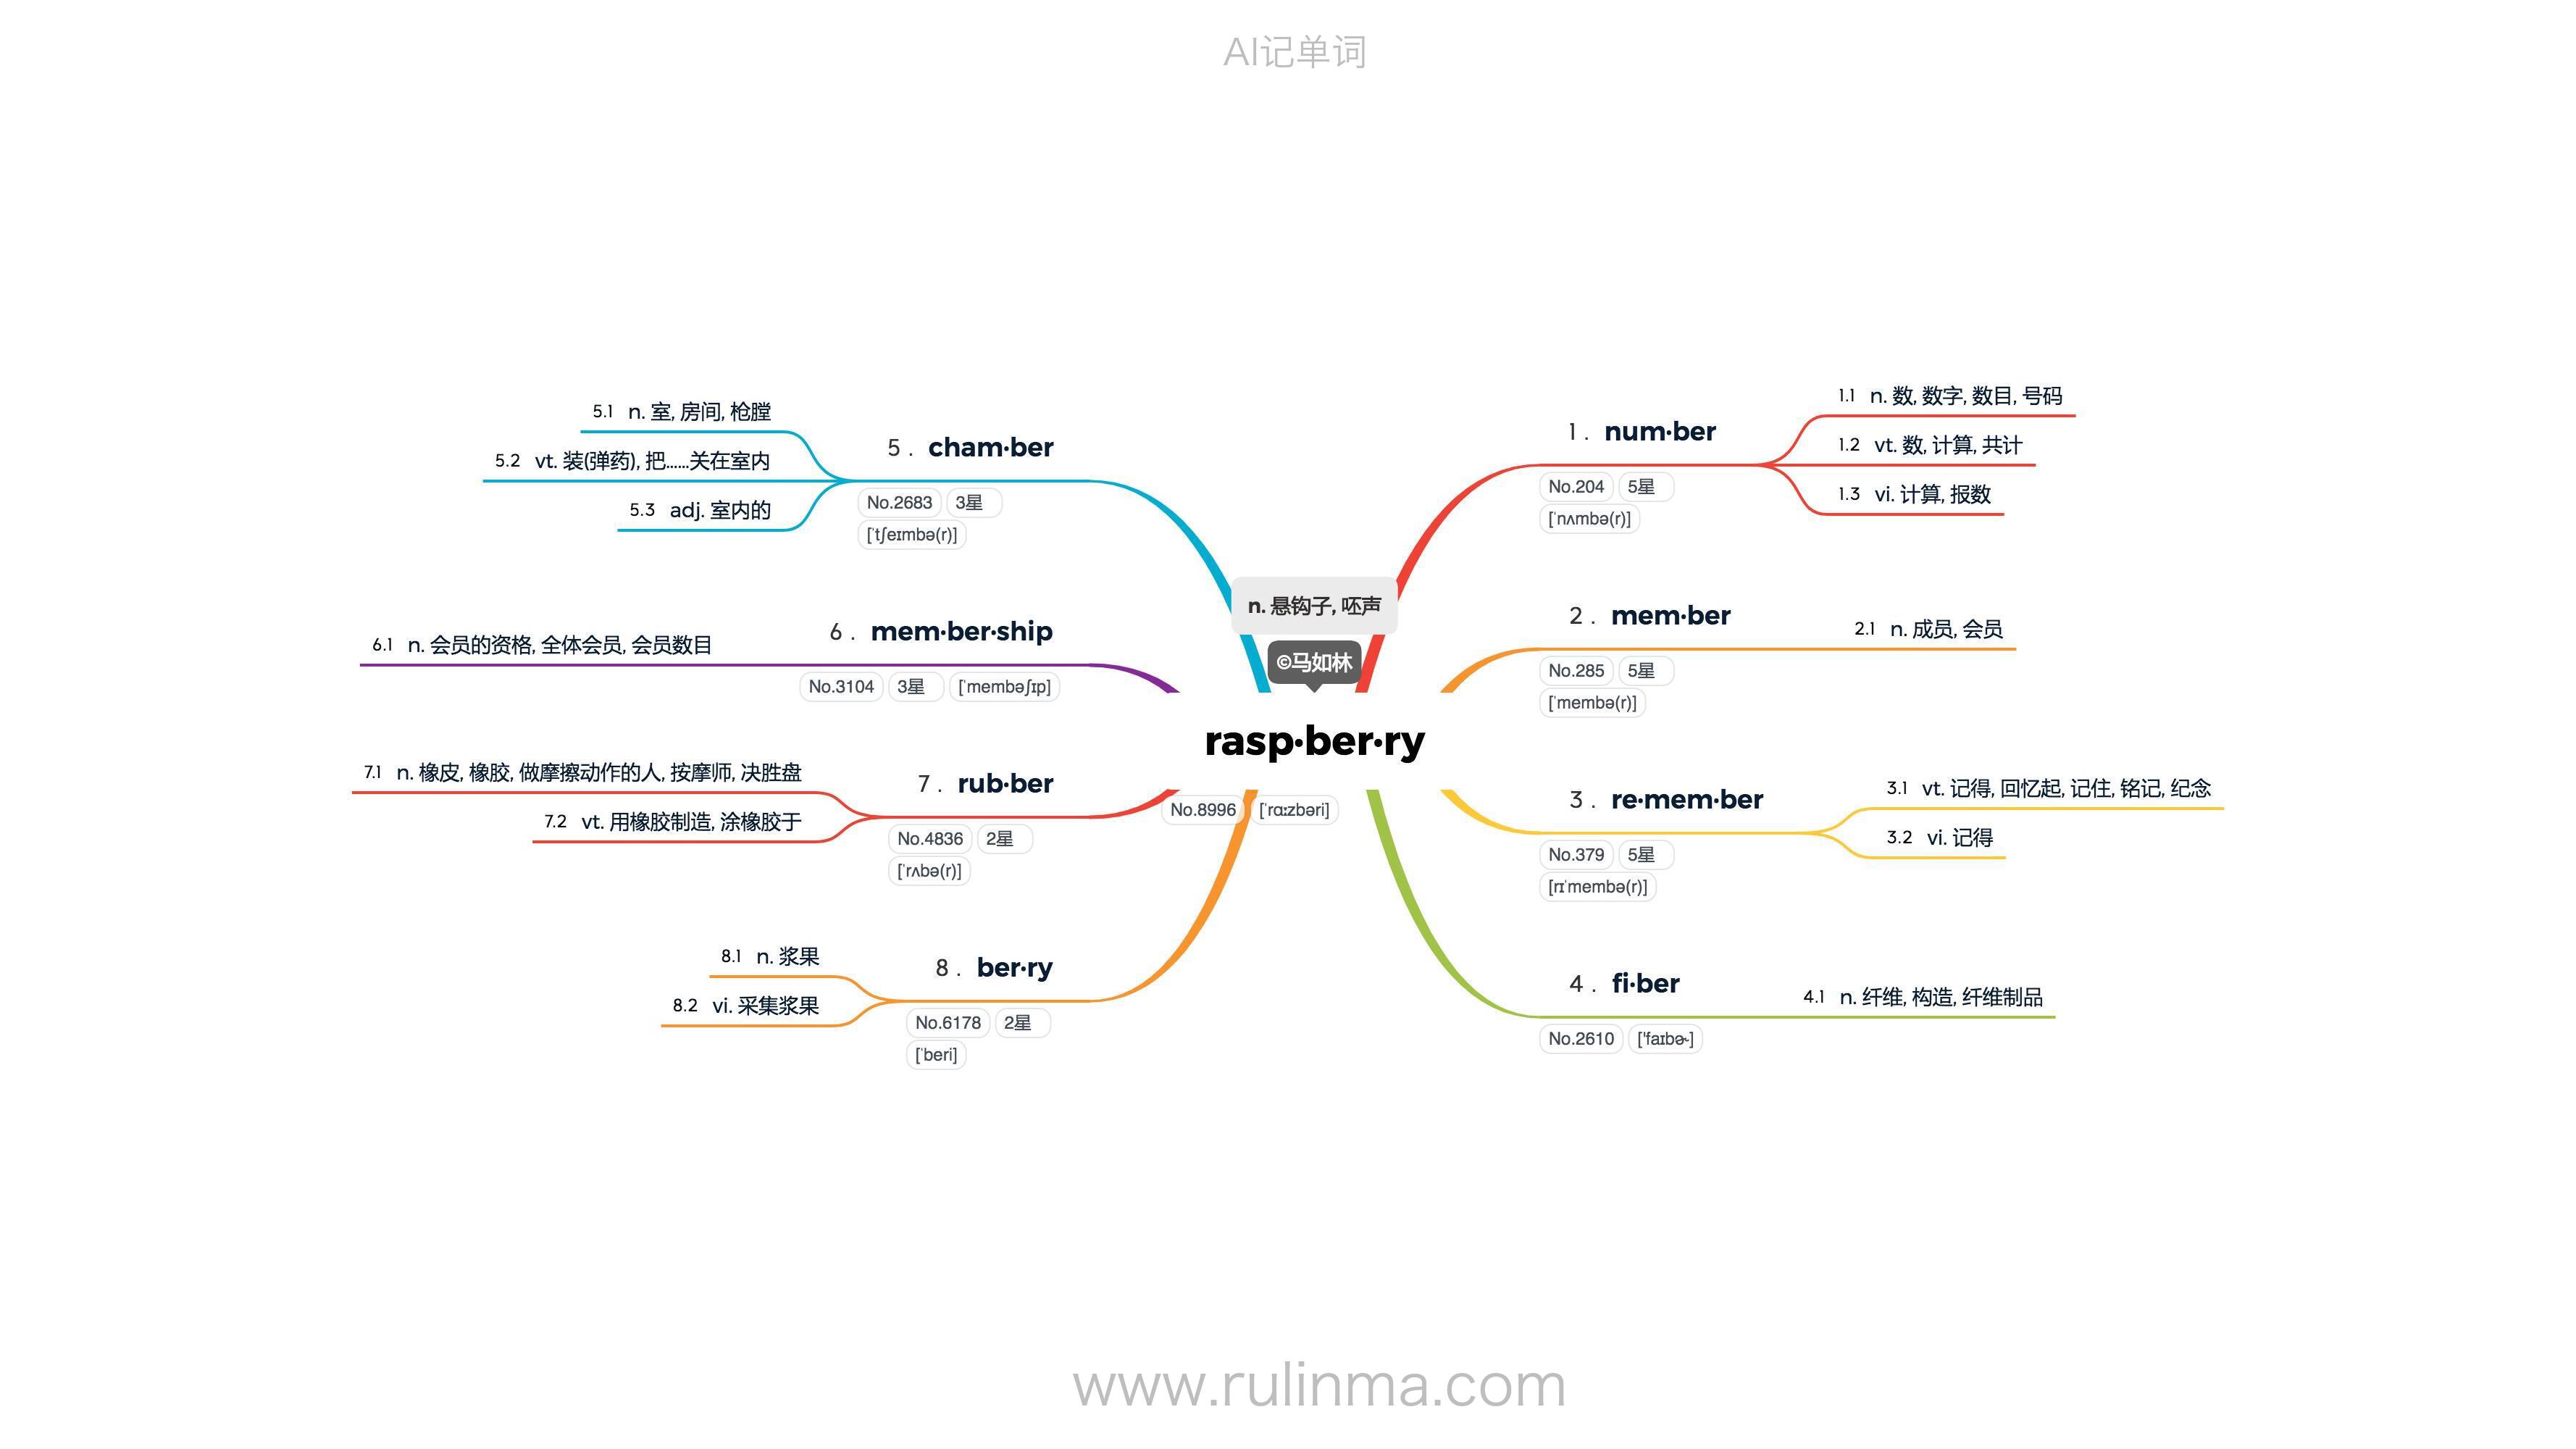 AI记单词
n. 悬钩子, 呸声
©马如林
rasp·ber·ry
No.8996 [ˈrɑːzbəri]
1. num·ber
No.204 5星
[ˈnʌmbə(r)]
1.1 n. 数, 数字, 数目, 号码
1.2 vt. 数, 计算, 共计
1.3 vi. 计算, 报数
2. mem·ber
No.285 5星
[ˈmembə(r)]
2.1 n. 成员, 会员
3. re·mem·ber
No.379 5星
[rɪˈmembə(r)]
3.1 vt. 记得, 回忆起, 记住, 铭记, 纪念
3.2 vi. 记得
4. fi·ber
No.2610 ['faɪbɚ]
4.1 n. 纤维, 构造, 纤维制品
5. cham·ber
No.2683 3星
[ˈtʃeɪmbə(r)]
5.1 n. 室, 房间, 枪膛
5.2 vt. 装(弹药), 把……关在室内
5.3 adj. 室内的
6. mem·ber·ship
No.3104 3星 [ˈmembəʃɪp]
6.1 n. 会员的资格, 全体会员, 会员数目
7. rub·ber
No.4836 2星
[ˈrʌbə(r)]
7.1 n. 橡皮, 橡胶, 做摩擦动作的人, 按摩师, 决胜盘
7.2 vt. 用橡胶制造, 涂橡胶于
8. ber·ry
No.6178 2星
[ˈberi]
8.1 n. 浆果
8.2 vi. 采集浆果
www.rulinma.com